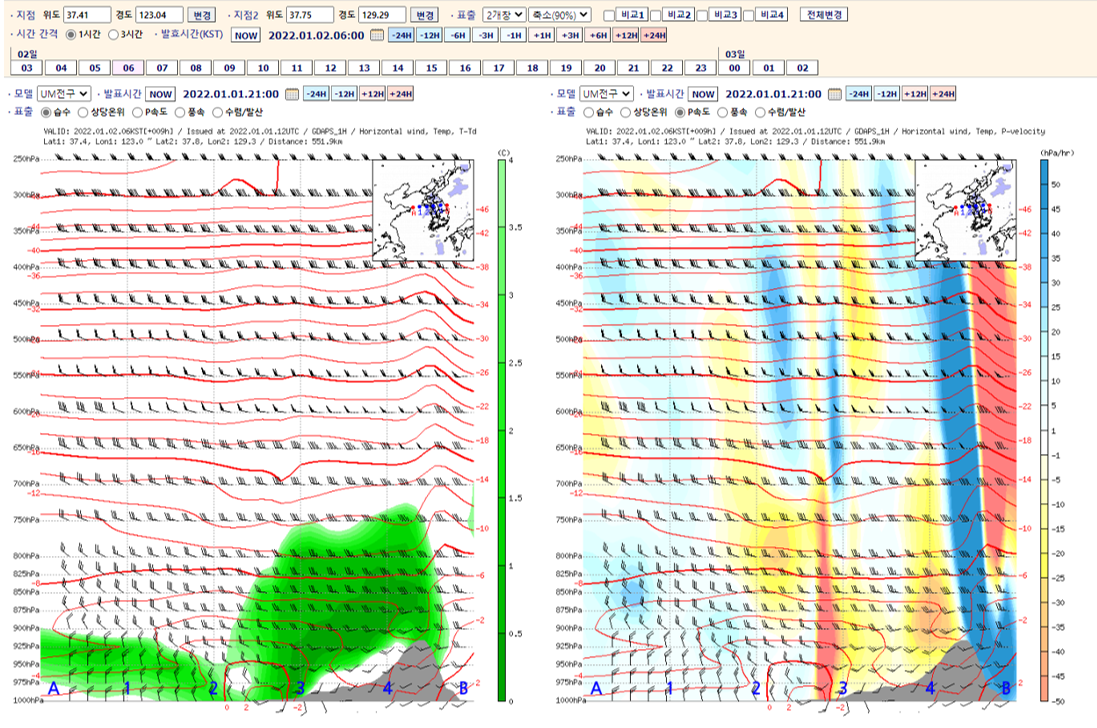 · 지점 위도 37.41 경도 123.04 변경 · 지점2 위도 37.75 경도 129.29 변경 · 표출 2개장 축소(90%) 비교1 비교2 비교3 비교4 전체변경
· 시간 간격 1시간 3시간 · 발효시간(KST) NOW 2022.01.02.06:00 -24H -12H -6H -3H -1H +1H +3H +6H +12H +24H
02일 03일
03 04 05 06 07 08 09 10 11 12 13 14 15 16 17 18 19 20 21 22 23 00 01 02
· 모델 UM전구 · 발표시간 NOW 2022.01.01.21:00 -24H -12H +12H +24H
· 표출 습수 상당온위 P속도 풍속 수렴/발산
VALID: 2022.01.02.06KST[+009h] / Issued at 2022.01.01.12UTC / GDAPS_1H / Horizontal wind, Temp, T-Td
Lat1: 37.4, Lon1: 123.0 ~ Lat2: 37.8, Lon2: 129.3 / Distance: 551.9km
(C)
250hPa
300hPa
350hPa
400hPa
450hPa
500hPa
550hPa
600hPa
650hPa
700hPa
750hPa
800hPa
825hPa
850hPa
875hPa
900hPa
925hPa
950hPa
975hPa
1000hPa
-44
-40
-36
-32
-16
-12
-8
-4
-46
-42
-38
-34
-30
-26
-22
-18
-14
-10
-6
-2
2
A 1 2 3 4 B
0 2 -2
4
3.5
3
2.5
2
1.5
1
0.5
0
· 모델 UM전구 · 발표시간 NOW 2022.01.01.21:00 -24H -12H +12H +24H
· 표출 습수 상당온위 P속도 풍속 수렴/발산
VALID: 2022.01.02.06KST[+009h] / Issued at 2022.01.01.12UTC / GDAPS_1H / Horizontal wind, Temp, P-velocity
Lat1: 37.4, Lon1: 123.0 ~ Lat2: 37.8, Lon2: 129.3 / Distance: 551.9km
(hPa/hr)
250hPa
300hPa
350hPa
400hPa
450hPa
500hPa
550hPa
600hPa
650hPa
700hPa
750hPa
800hPa
825hPa
850hPa
875hPa
900hPa
925hPa
950hPa
975hPa
1000hPa
-44
-40
-36
-32
-16
-12
-8
-4
-46
-42
-38
-34
-30
-26
-22
-18
-14
-10
-6
-2
2
A 1 2 3 4 B
0 2 -2
50
45
40
35
30
25
20
15
10
5
1
-1
-5
-10
-15
-20
-25
-30
-35
-40
-45
-50